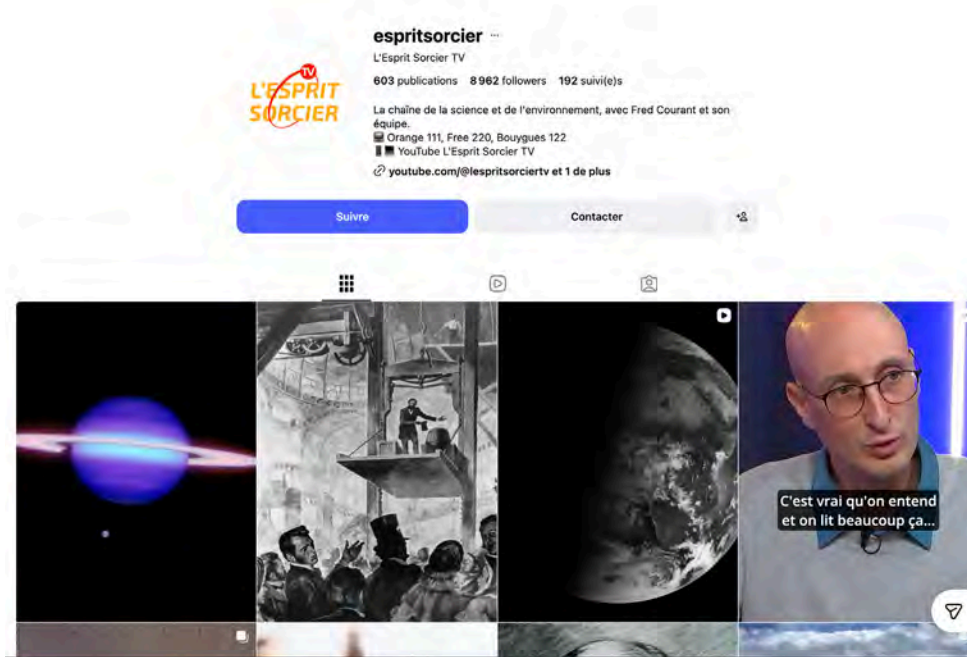 espritsorcier ...
L'Esprit Sorcier TV
603 publications 8 962 followers 192 suivi(e)s
TV
L'ESPRIT
SORCIER
La chaîne de la science et de l'environnement, avec Fred Courant et son
équipe.
Orange 111, Free 220, Bouygues 122
YouTube L'Esprit Sorcier TV
youtube.com/@lespritsorciertv et 1 de plus
Suivre
Contacter
C'est vrai qu'on entend
et on lit beaucoup ça...